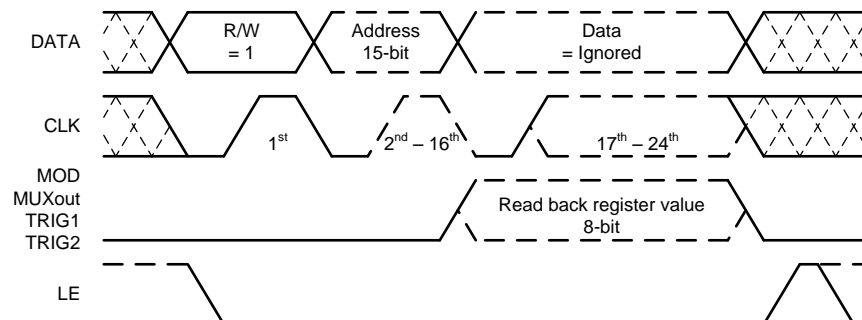 DATA
R/W
= 1
Address
15-bit
Data
= Ignored
CLK
1st
2nd – 16th
17th – 24th
MOD
MUXout
TRIG1
TRIG2
Read back register value
8-bit
LE